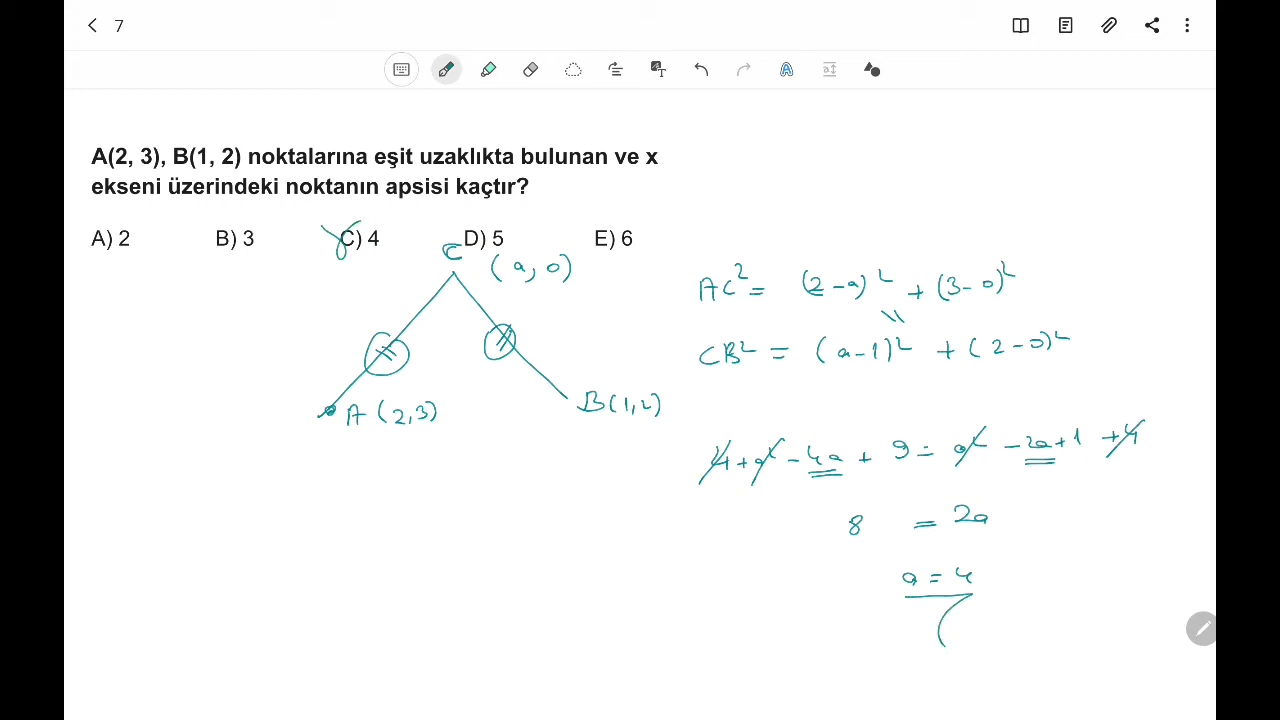 7
A(2, 3), B(1, 2) noktalarına eşit uzaklıkta bulunan ve x
ekseni üzerindeki noktanın apsisi kaçtır?
A) 2 B) 3 C) 4 D) 5 E) 6
C (a, 0)
A (2,3)
B(1,2)
AC² = (2-a)² + (3-0)²
CB² = (a-1)² + (2-0)²
4+a²-4a + 9 = a² -2a+1 +4
8 = 2a
a = 4